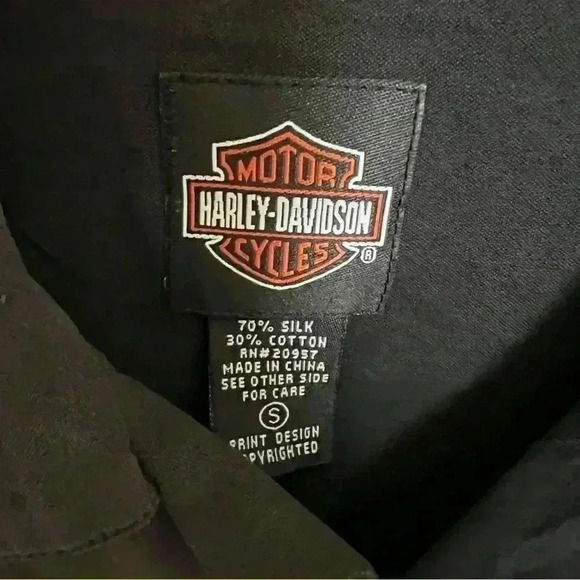 MOTOR
HARLEY-DAVIDSON
CYCLES
®
70% SILK
30% COTTON
RN#20957
MADE IN CHINA
SEE OTHER SIDE
FOR CARE
S
PRINT DESIGN
COPYRIGHTED